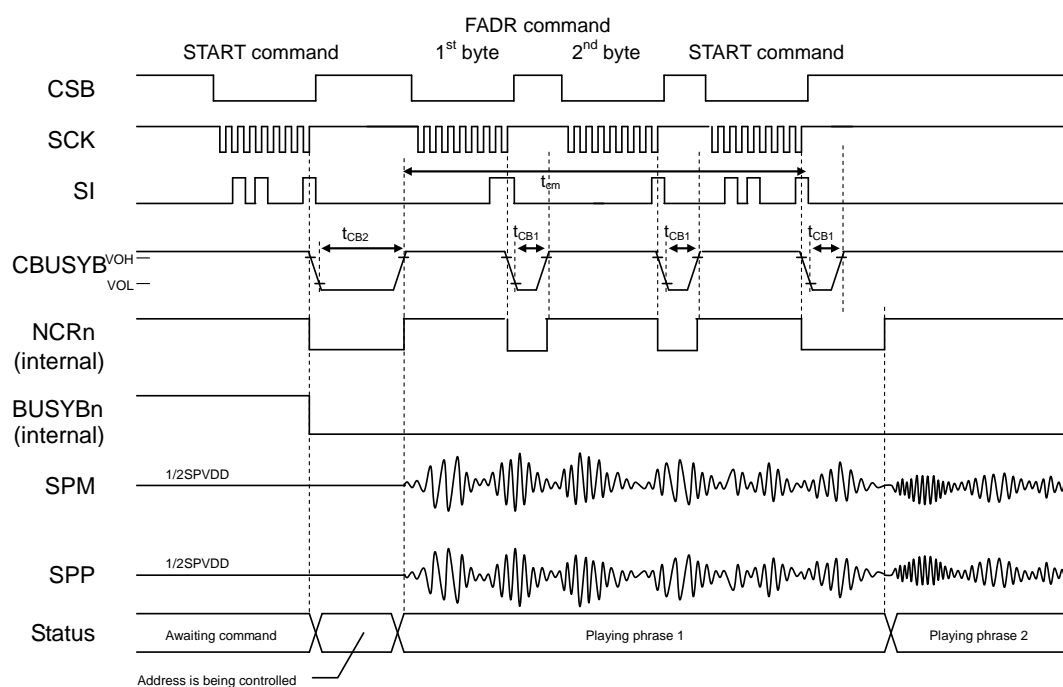 FADR command
START command 1st byte 2nd byte START command
CSB
SCK
SI
tcm
tCB2 tCB1 tCB1 tCB1
CBUSYB VOH
VOL
NCRn
(internal)
BUSYBn
(internal)
SPM 1/2SPVDD
SPP 1/2SPVDD
Status Awaiting command Playing phrase 1 Playing phrase 2
Address is being controlled